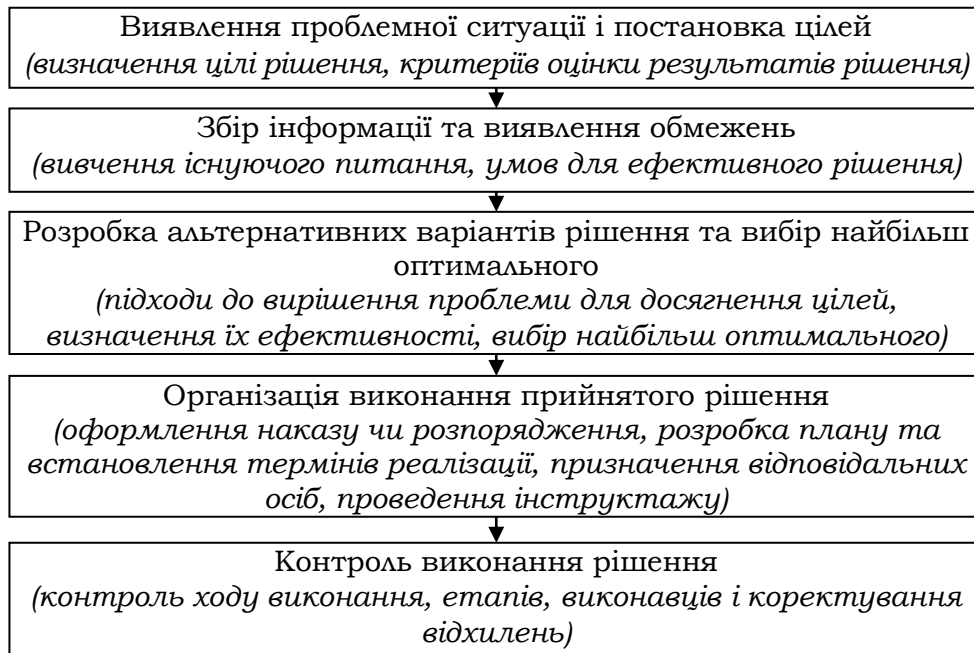 Виявлення проблемної ситуації і постановка цілей
(визначення цілі рішення, критеріїв оцінки результатів рішення)
Збір інформації та виявлення обмежень
(вивчення існуючого питання, умов для ефективного рішення)
Розробка альтернативних варіантів рішення та вибір найбільш
оптимального
(підходи до вирішення проблеми для досягнення цілей,
визначення їх ефективності, вибір найбільш оптимального)
Організація виконання прийнятого рішення
(оформлення наказу чи розпорядження, розробка плану та
встановлення термінів реалізації, призначення відповідальних
осіб, проведення інструктажу)
Контроль виконання рішення
(контроль ходу виконання, етапів, виконавців і коректування
відхилень)